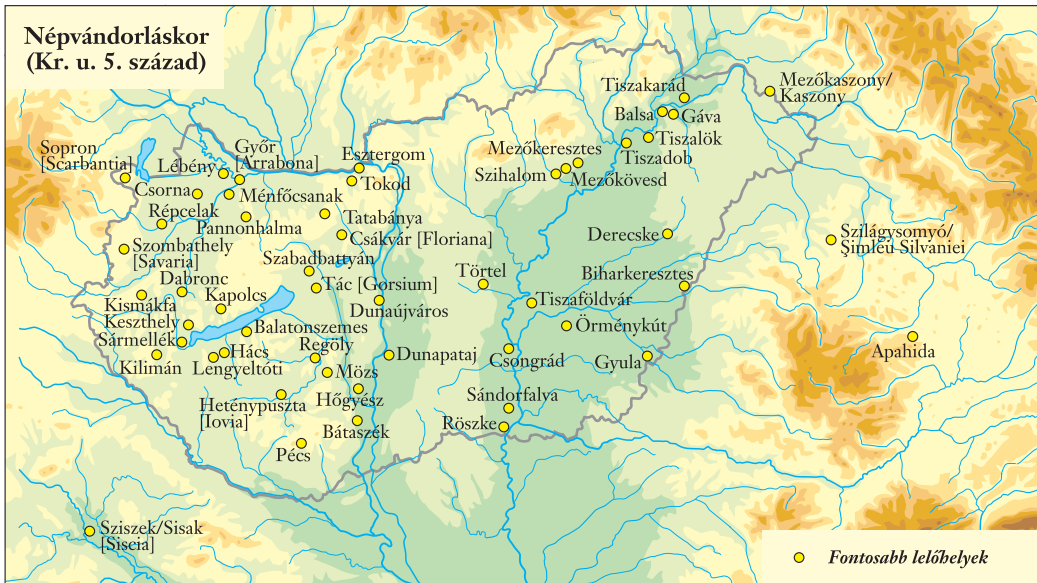 Népvándorláskor
(Kr. u. 5. század)
Mezőkaszony/
Kaszony
Tiszakarád
Balsa
Gáva
Tiszalök
Tiszadob
Mezőkeresztes
Szihalom
Mezőkövesd
Sopron
[Scarbantia]
Győr
[Arrabona]
Lébény
Esztergom
Tokod
Csorna
Ménfőcsanak
Répcelak
Pannonhalma
Tatabánya
Csákvár [Floriana]
Szombathely
[Savaria]
Szabadbattyán
Tác [Gorsium]
Dabronc
Kapolcs
Kismákfa
Keszthely
Sármellék
Kilimán
Dunaújváros
Balatonszemes
Hács
Lengyeltóti
Regöly
Mözs
Dunapataj
Hőgyész
Heténypuszta
[Iovia]
Bátaszék
Pécs
Derecske
Szilágysomyó/
Şimleu Silvaniei
Törtel
Biharkeresztes
Tiszaföldvár
Örménykút
Csongrád
Gyula
Apahida
Sándorfalva
Röszke
Sziszek/Sisak
[Siscia]
Fontosabb lelőhelyek